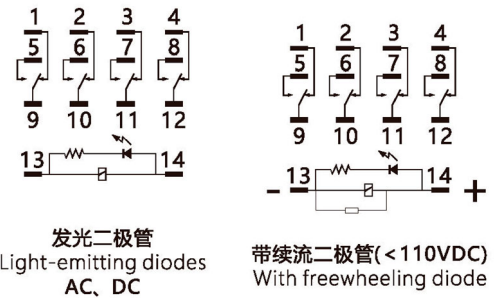 1 2 3 4
5 6 7 8
9 10 11 12
13 14
发光二极管
Light-emitting diodes
AC、DC
1 2 3 4
5 6 7 8
9 10 11 12
- 13 14 +
带续流二极管(<110VDC)
With freewheeling diode